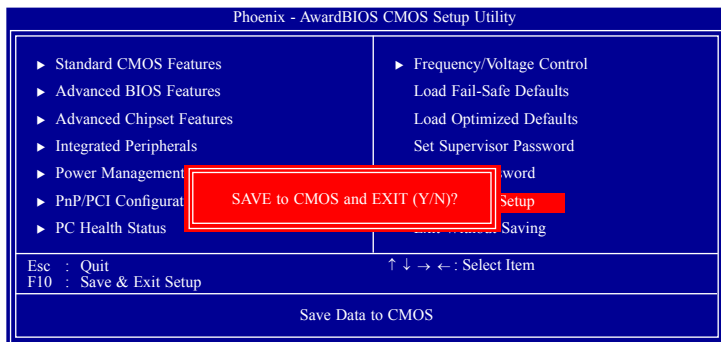 Phoenix - AwardBIOS CMOS Setup Utility
► Standard CMOS Features
► Advanced BIOS Features
► Advanced Chipset Features
► Integrated Peripherals
► Power Management
► PnP/PCI Configurat
► PC Health Status
► Frequency/Voltage Control
Load Fail-Safe Defaults
Load Optimized Defaults
Set Supervisor Password
word
Setup
Saving
SAVE to CMOS and EXIT (Y/N)?
Esc : Quit
F10 : Save & Exit Setup
↑ ↓ → ← : Select Item
Save Data to CMOS